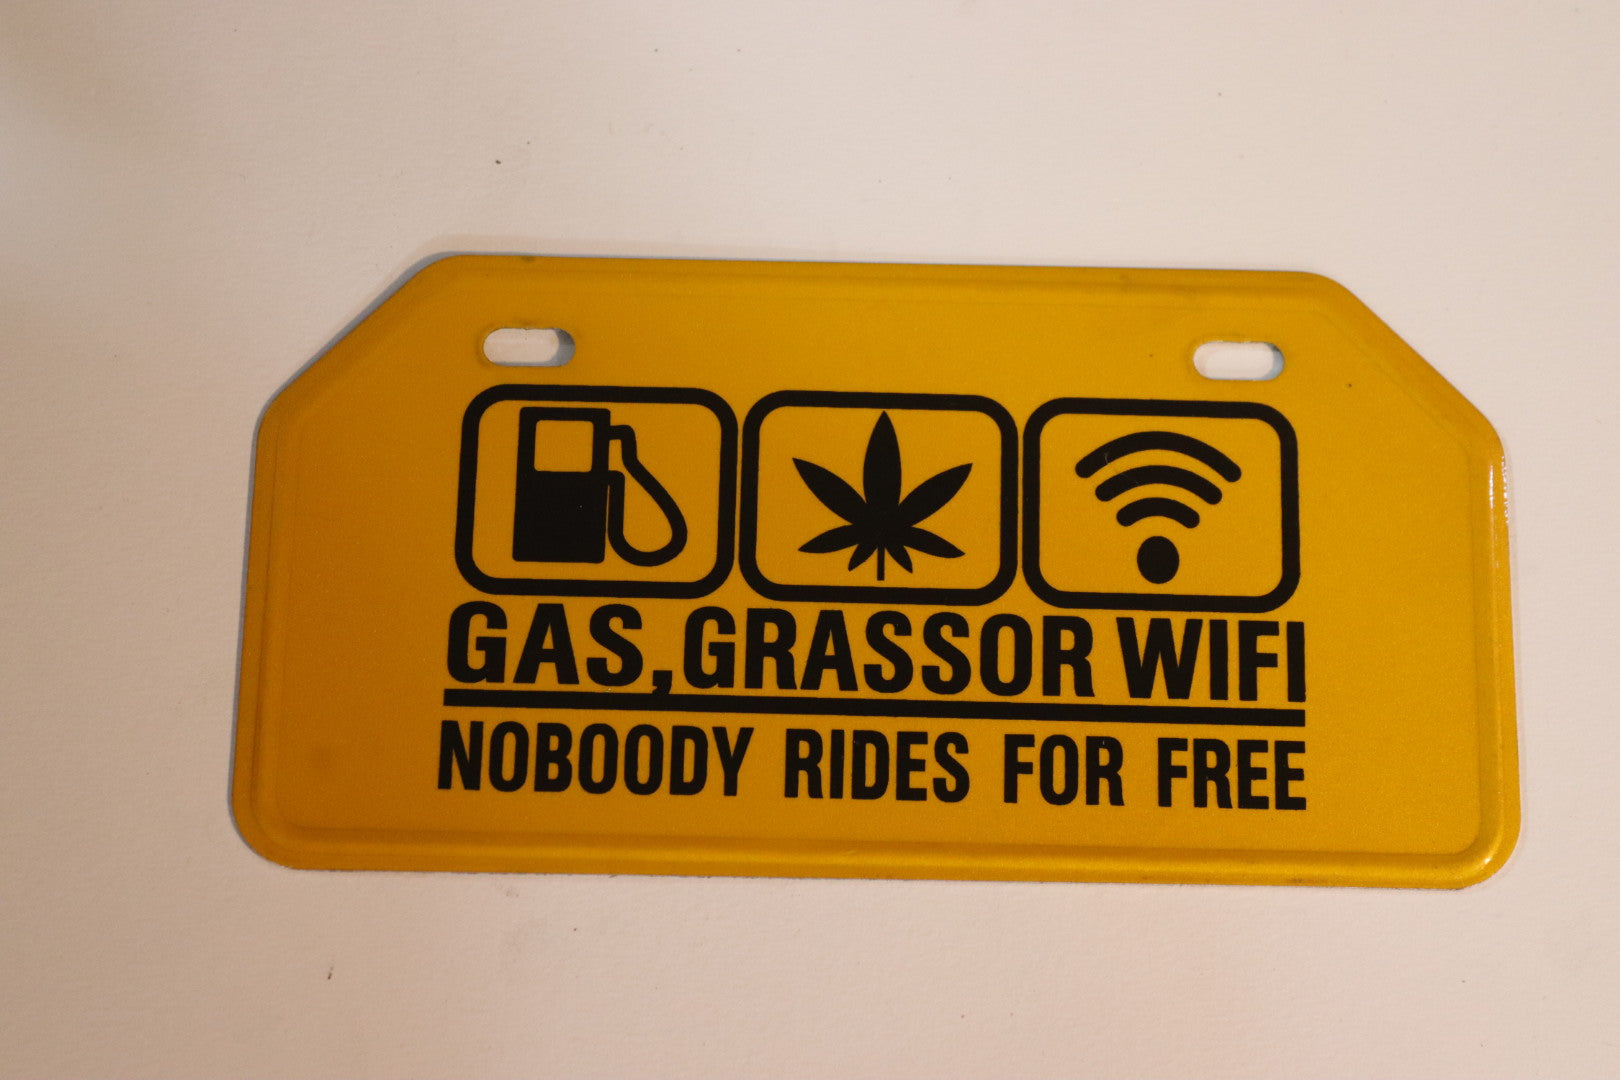 GAS,GRASSOR WIFI
NOBOODY RIDES FOR FREE